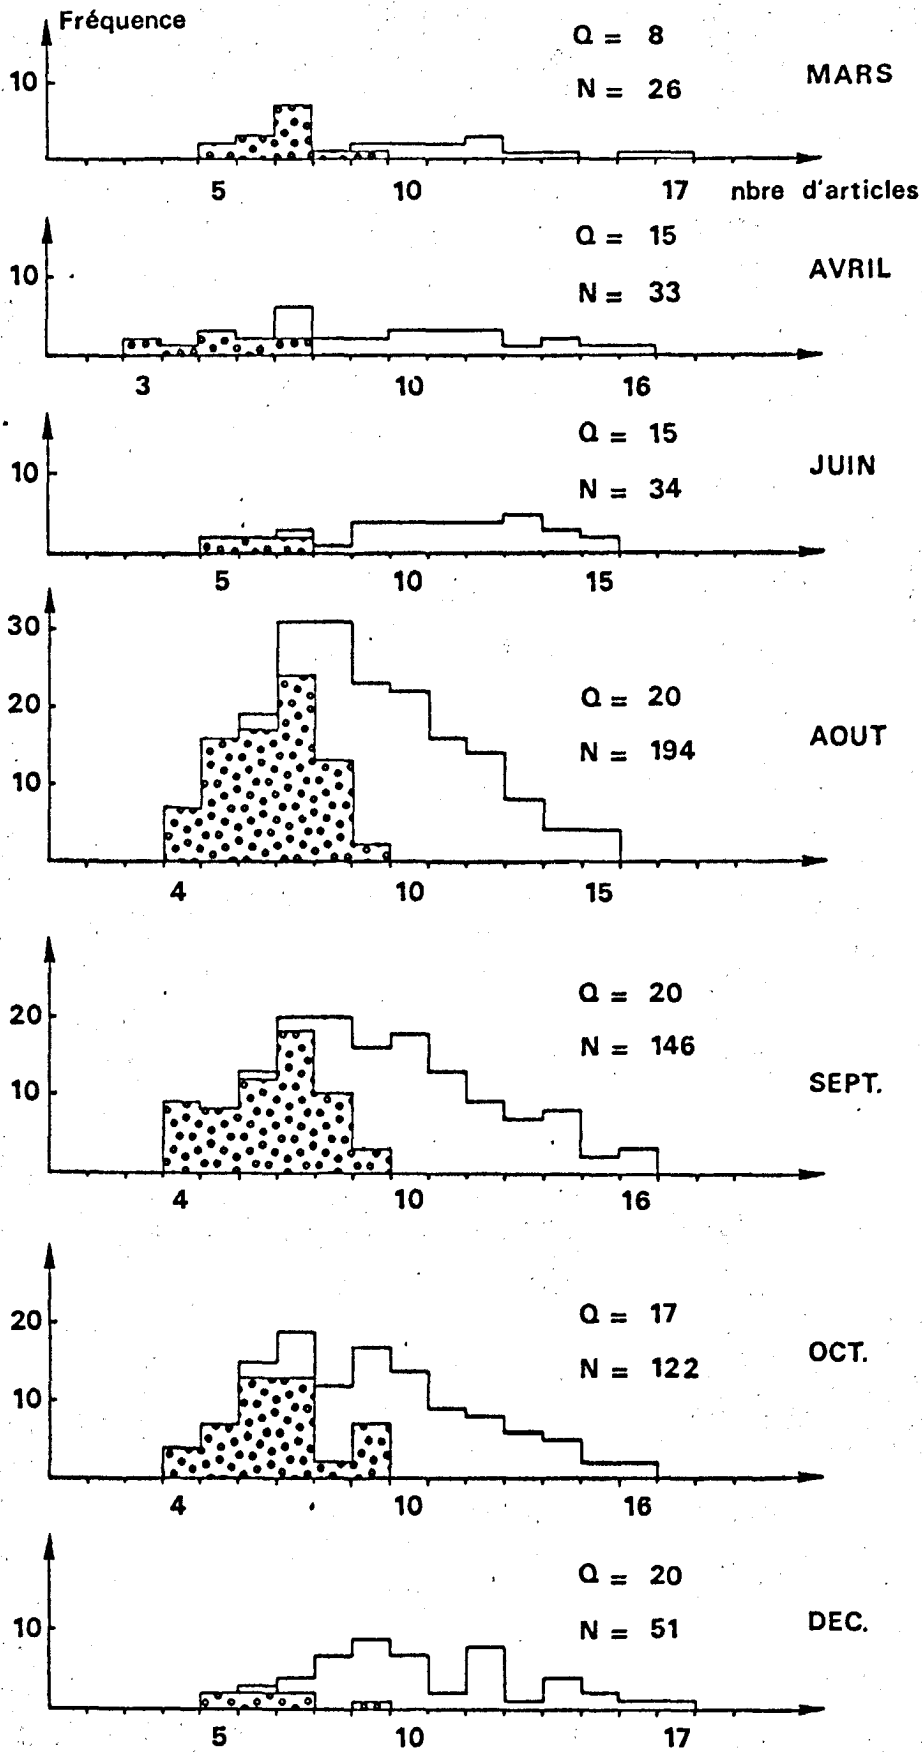 Fréquence
Q = 8
10
MARS
N = 26
5 10 17 nbre d'articles
Q = 15
10
AVRIL
N = 33
3 10 16
Q = 15
10
JUIN
N = 34
5 10 15
30
20
Q = 20
AOUT
N = 194
10
4 10 15
Q = 20
20
N = 146
SEPT.
10
4 10 16
Q = 17
20
OCT.
N = 122
10
4 10 16
Q = 20
DEC.
10
N = 51
5 10 17